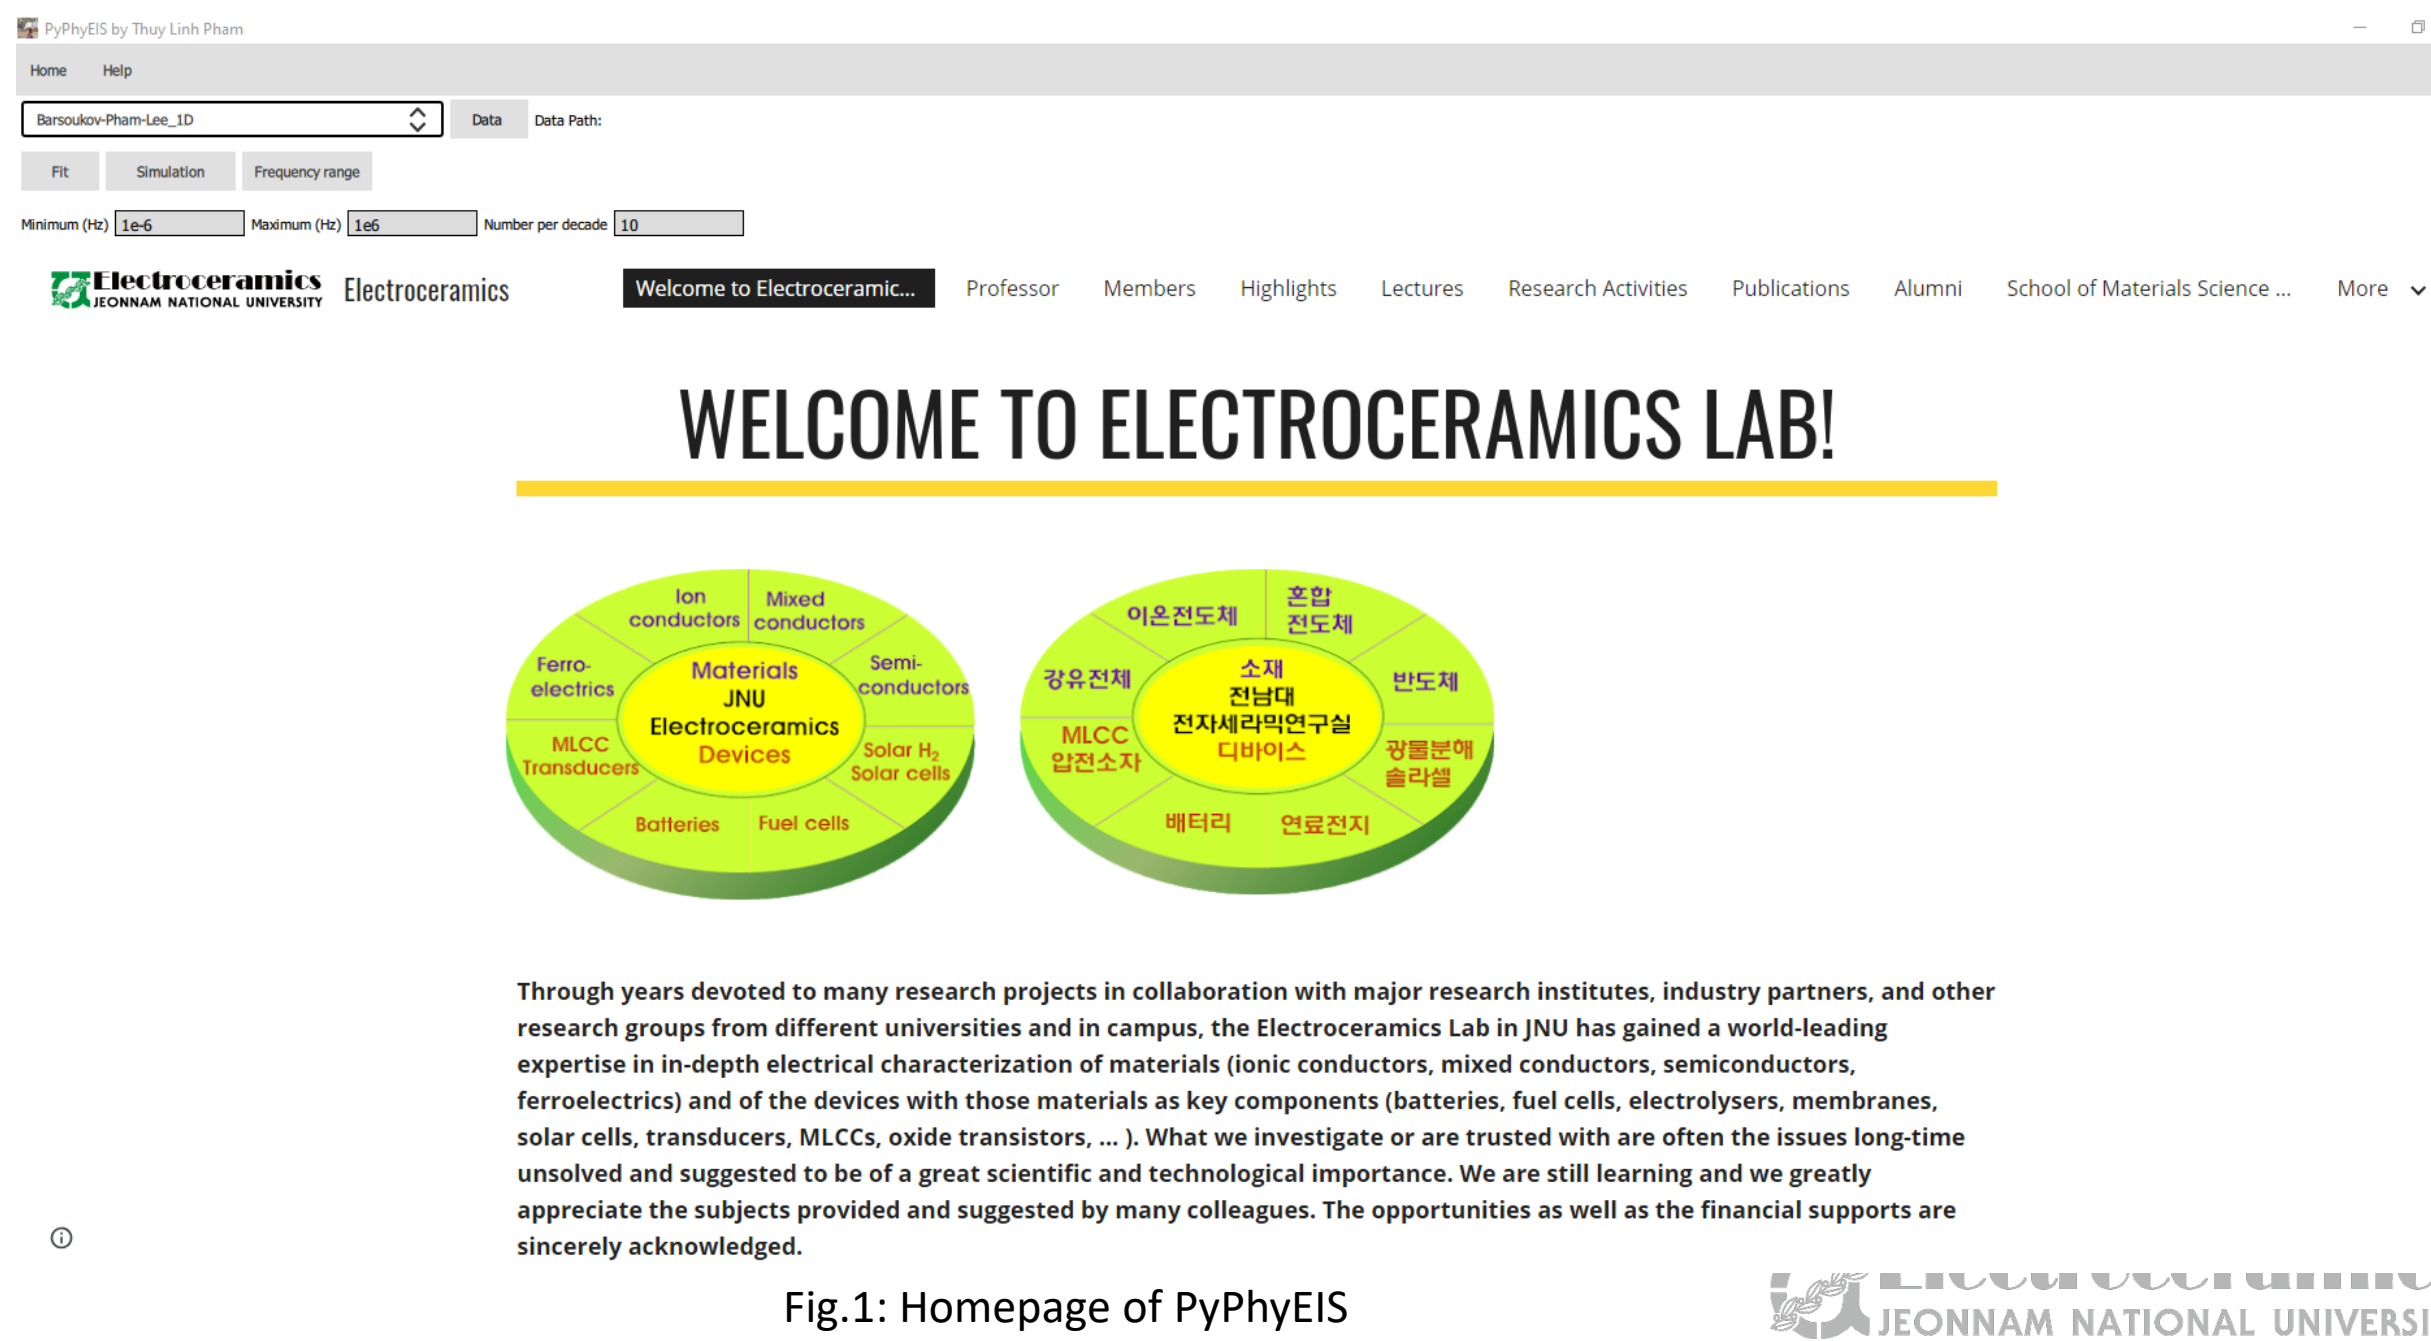 PyPhyEIS by Thuy Linh Pham
Home Help
Barsoukov-Pham-Lee_1D Data Data Path:
Fit Simulation Frequency range
Minimum (Hz) 1e-6 Maximum (Hz) 1e6 Number per decade 10
Electroceramics
JEONNAM NATIONAL UNIVERSITY
Electroceramics Welcome to Electroceramic... Professor Members Highlights Lectures Research Activities Publications Alumni School of Materials Science ... More
WELCOME TO ELECTROCERAMICS LAB!
Ion
conductors
Mixed
conductors
Ferro-
electrics
Materials
JNU
Electroceramics
Devices
Semi-
conductors
MLCC
Transducers
Solar H₂
Solar cells
Batteries
Fuel cells
이온전도체
혼합
전도체
강유전체
소재
전남대
전자세라믹연구실
디바이스
반도체
MLCC
압전소자
광물분해
솔라셀
배터리
연료전지
Through years devoted to many research projects in collaboration with major research institutes, industry partners, and other
research groups from different universities and in campus, the Electroceramics Lab in JNU has gained a world-leading
expertise in in-depth electrical characterization of materials (ionic conductors, mixed conductors, semiconductors,
ferroelectrics) and of the devices with those materials as key components (batteries, fuel cells, electrolysers, membranes,
solar cells, transducers, MLCCs, oxide transistors, ... ). What we investigate or are trusted with are often the issues long-time
unsolved and suggested to be of a great scientific and technological importance. We are still learning and we greatly
appreciate the subjects provided and suggested by many colleagues. The opportunities as well as the financial supports are
sincerely acknowledged.
Fig.1: Homepage of PyPhyEIS
JEONNAM NATIONAL UNIVERSI